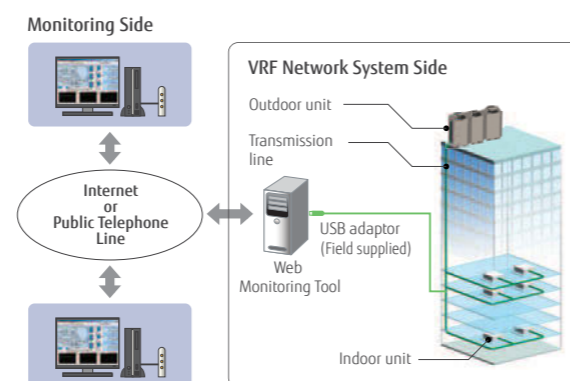 Monitoring Side
Internet
or
Public Telephone
Line
VRF Network System Side
Outdoor unit
Transmission
line
USB adaptor
(Field supplied)
Web
Monitoring Tool
Indoor unit